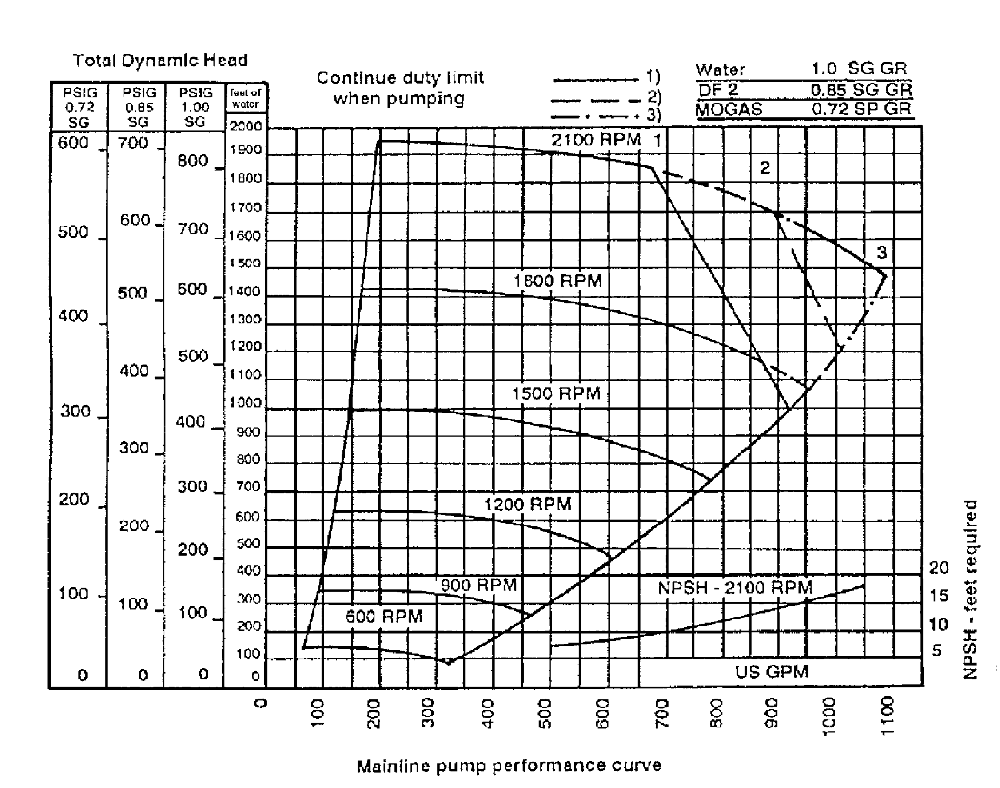 Total Dynamic Head
Continue duty limit
when pumping
1)
2)
3)
Water 1.0 SG GR
DF 2 0.85 SG GR
MOGAS 0.72 SP GR
PSIG
0.72
SG
PSIG
0.85
SG
PSIG
1.00
SG
feet of
water
600
500
400
300
200
100
0
700
600
500
400
300
200
100
0
800
700
600
500
400
300
200
100
0
2000
1900
1800
1700
1600
1500
1400
1300
1200
1100
1000
900
800
700
600
500
400
300
200
100
0
2100 RPM 1
2
3
1800 RPM
1500 RPM
1200 RPM
900 RPM
600 RPM
NPSH - 2100 RPM
US GPM
20
15
10
5
NPSH - feet required
0
100
200
300
400
500
600
700
800
900
1000
1100
Mainline pump performance curve